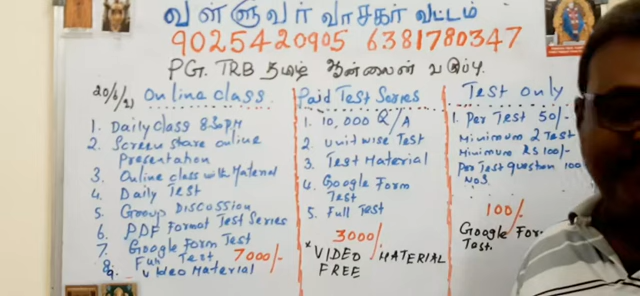 வள்ளுவர் வாசகர் வட்டம்
9025420905 6381780347
PG. TRB தமிழ் ஆன்லைன் வகுப்பு.
20/6/21 Online class
1. Daily class 8.30PM
2. Screen share online
Presentation
3. Online class with Material
4. Daily Test
5. Group Discussion
6. PDF Format Test Series
7. Google form Test
8. Full Test 7000/-
9. Video Material
Paid Test Series
1. 10,000 Q/A
2. Unit wise Test
3. Test Material
4. Google Form
Test
5. Full Test
3000/-
* VIDEO MATERIAL
FREE
Test only
1. Per Test 50/-
Minimum 2 Test
Minimum Rs 100/-
Per Test Question 100
Nos.
100/-
Google For
Test.